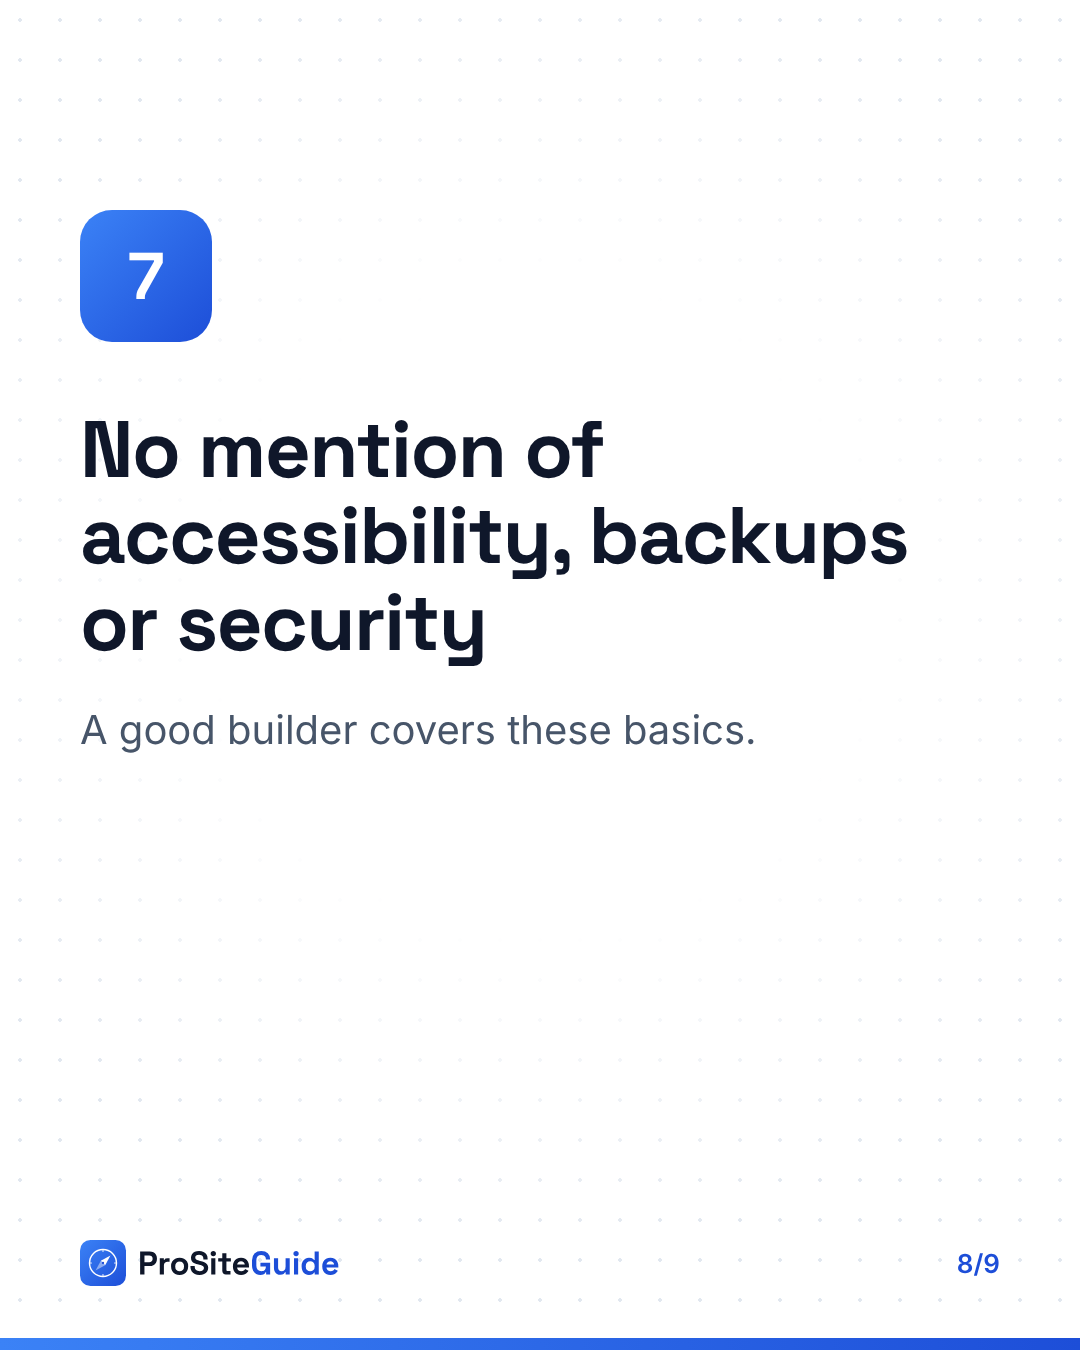 7
No mention of
accessibility, backups
or security
A good builder covers these basics.
ProSiteGuide
8/9